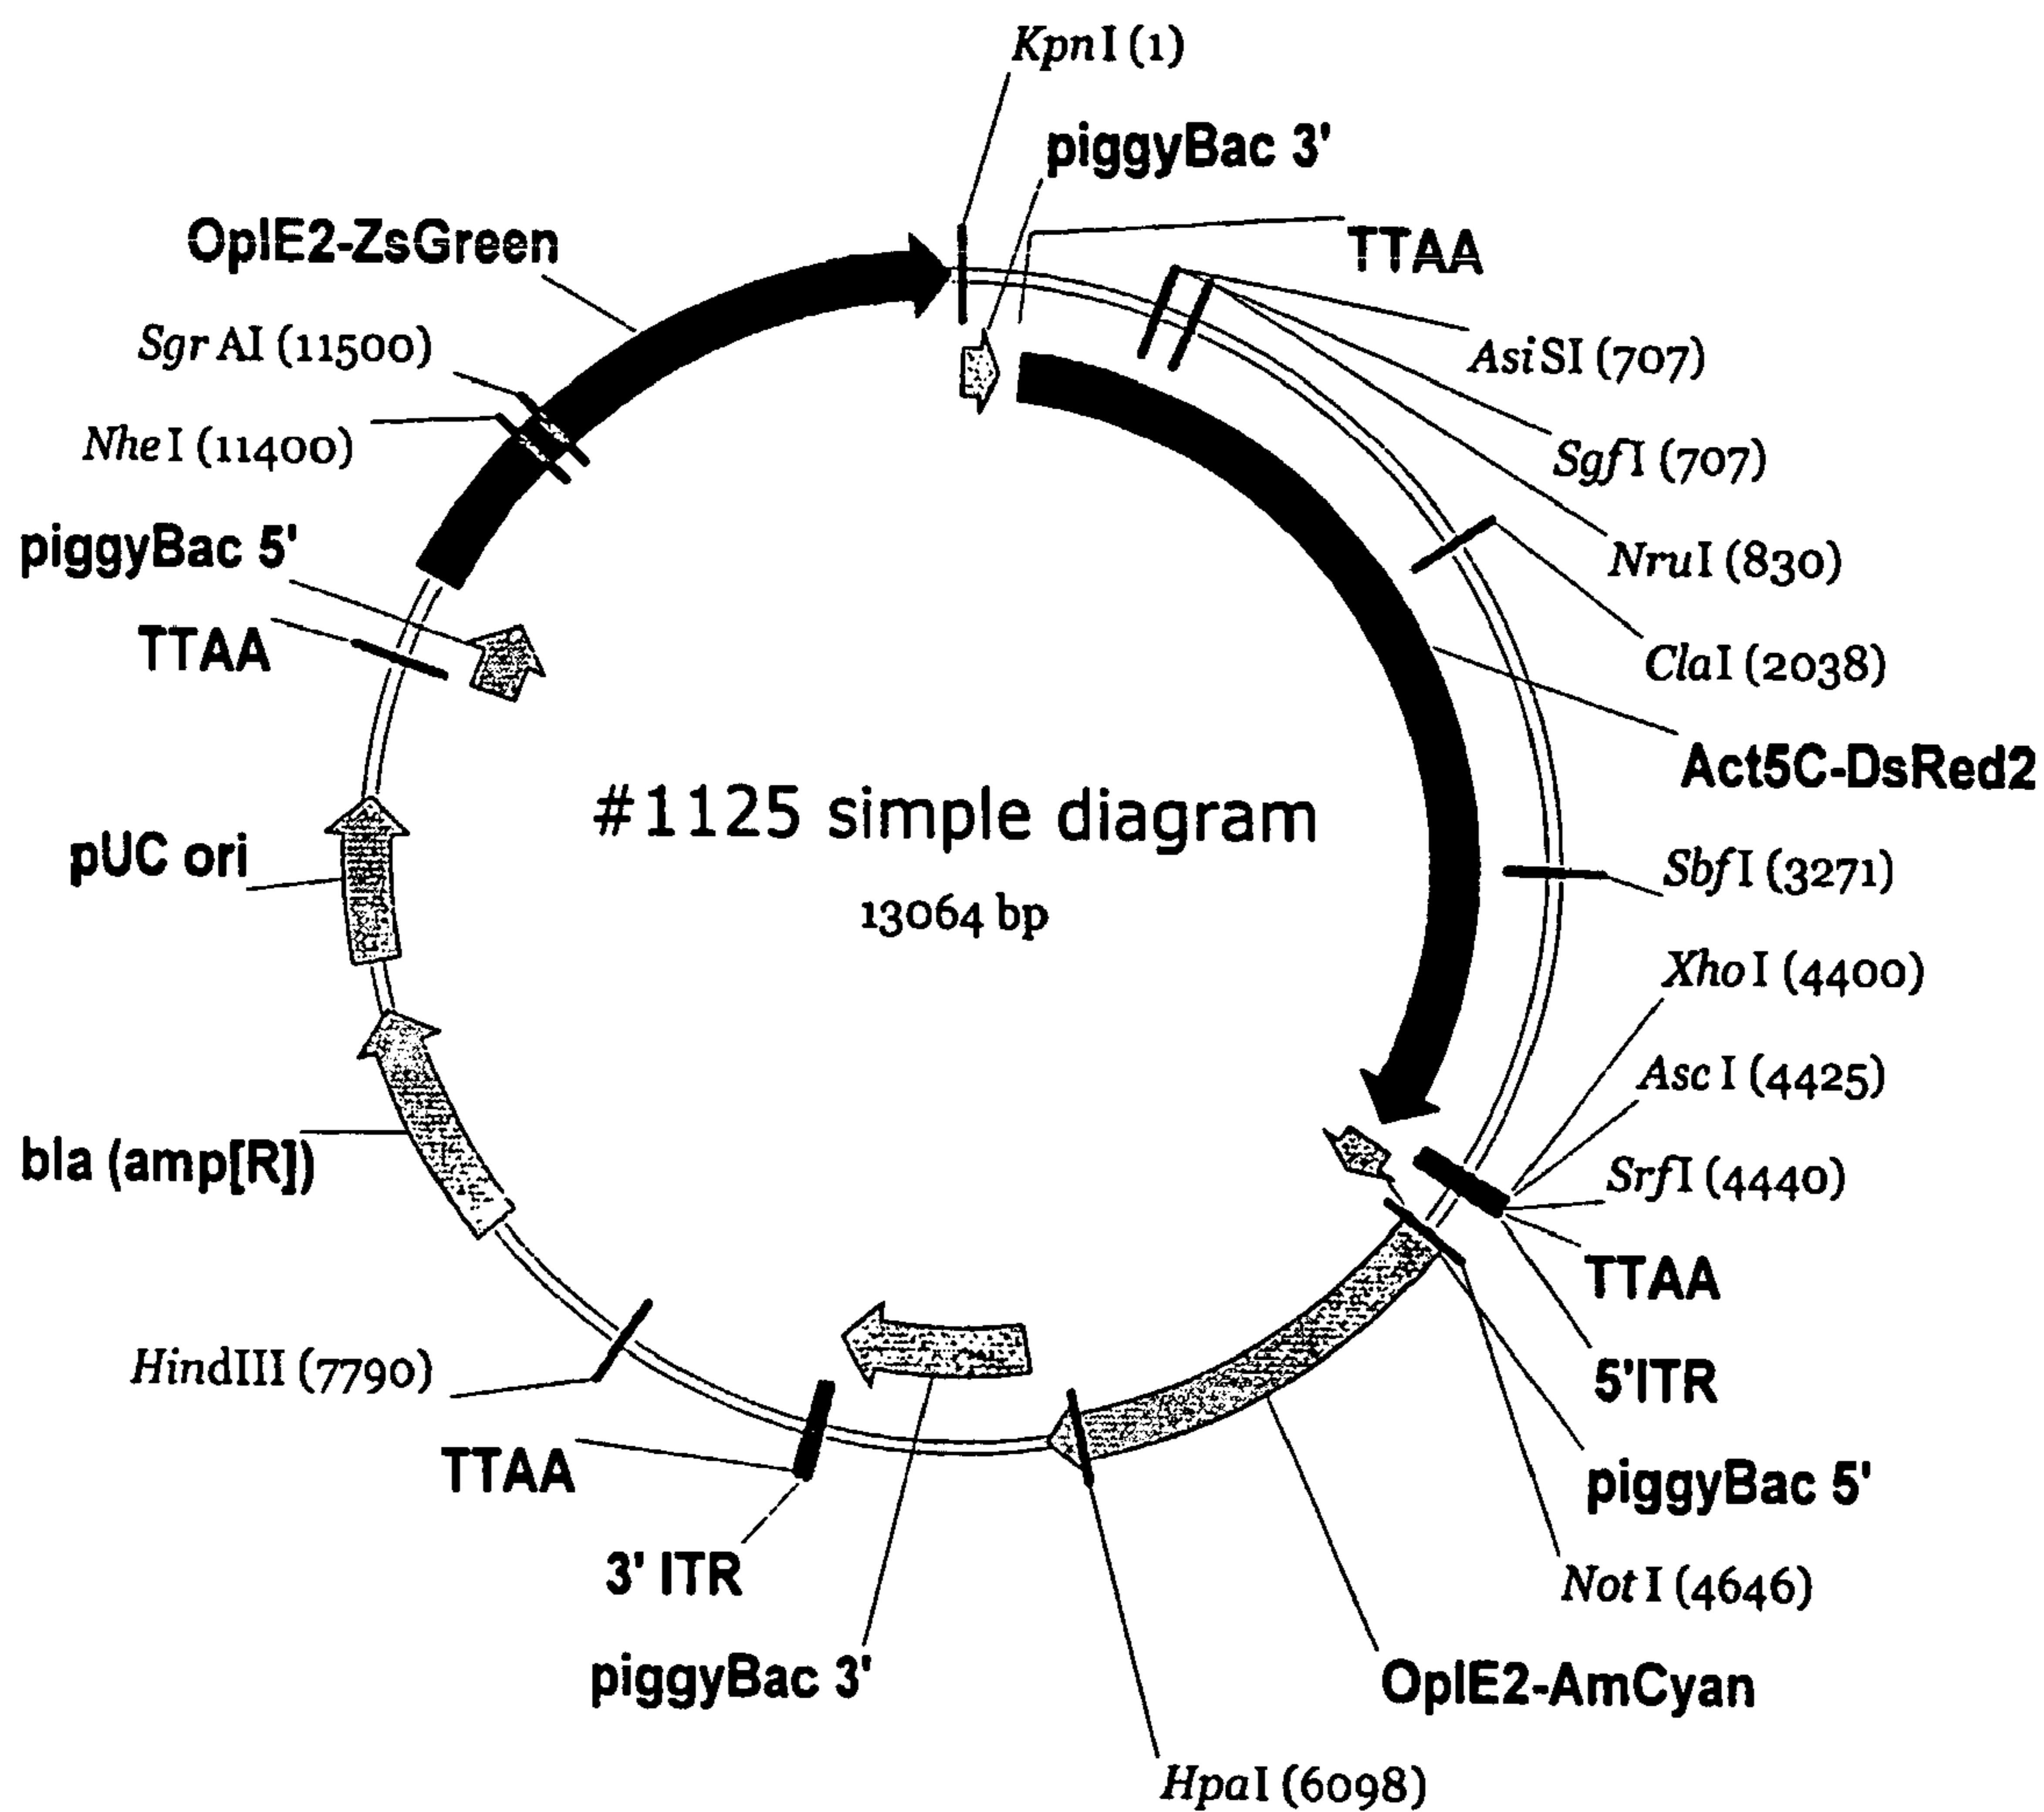 KpnI (1)
piggyBac 3'
TTAA
OpIE2-ZsGreen
AsiSI (707)
SgrAI (11500)
SgfI (707)
NheI (11400)
NruI (830)
piggyBac 5'
ClaI (2038)
TTAA
Act5C-DsRed2
#1125 simple diagram
pUC ori
SbfI (3271)
13064 bp
XhoI (4400)
AscI (4425)
bla (amp[R])
SrfI (4440)
TTAA
HindIII (7790)
5'ITR
TTAA
piggyBac 5'
3' ITR
NotI (4646)
piggyBac 3'
OpIE2-AmCyan
HpaI (6098)